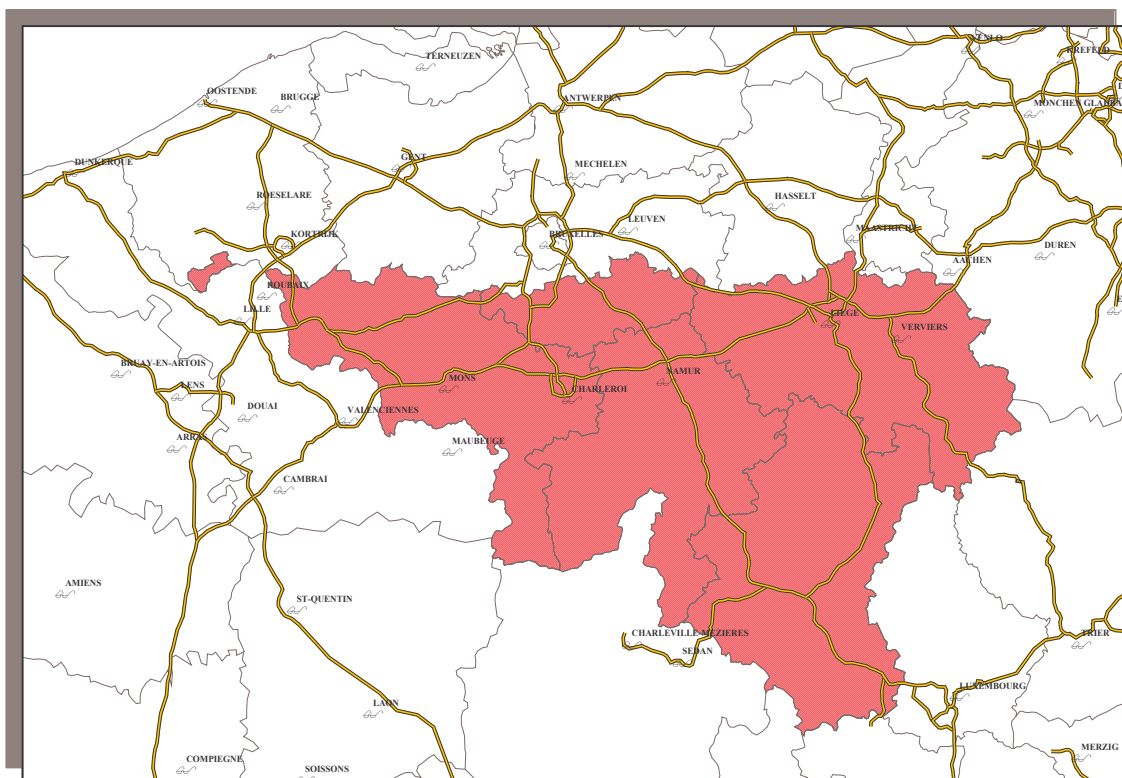 VENLO
KREFELD
TERNEUZEN
OOSTENDE
BRUGGE
ANTWERPEN
DUNKERQUE
GENT
MECHELEN
ROESELARE
HASSELT
LEUVEN
KORTRIJK
BRUXELLES
MAASTRICHT
DUREN
AACHEN
ROUBAIX
LILLE
LIEGE
VERVIERS
BRUAY-EN-ARTOIS
LENS
MONS
CHARLEROI
NAMUR
DOUAI
VALENCIENNES
ARRAS
MAUBEUGE
CAMBRAI
AMIENS
ST-QUENTIN
CHARLEVILLE-MEZIERES
SEDAN
TRIER
LUXEMBOURG
LAON
COMPIEGNE
SOISSONS
MERZIG